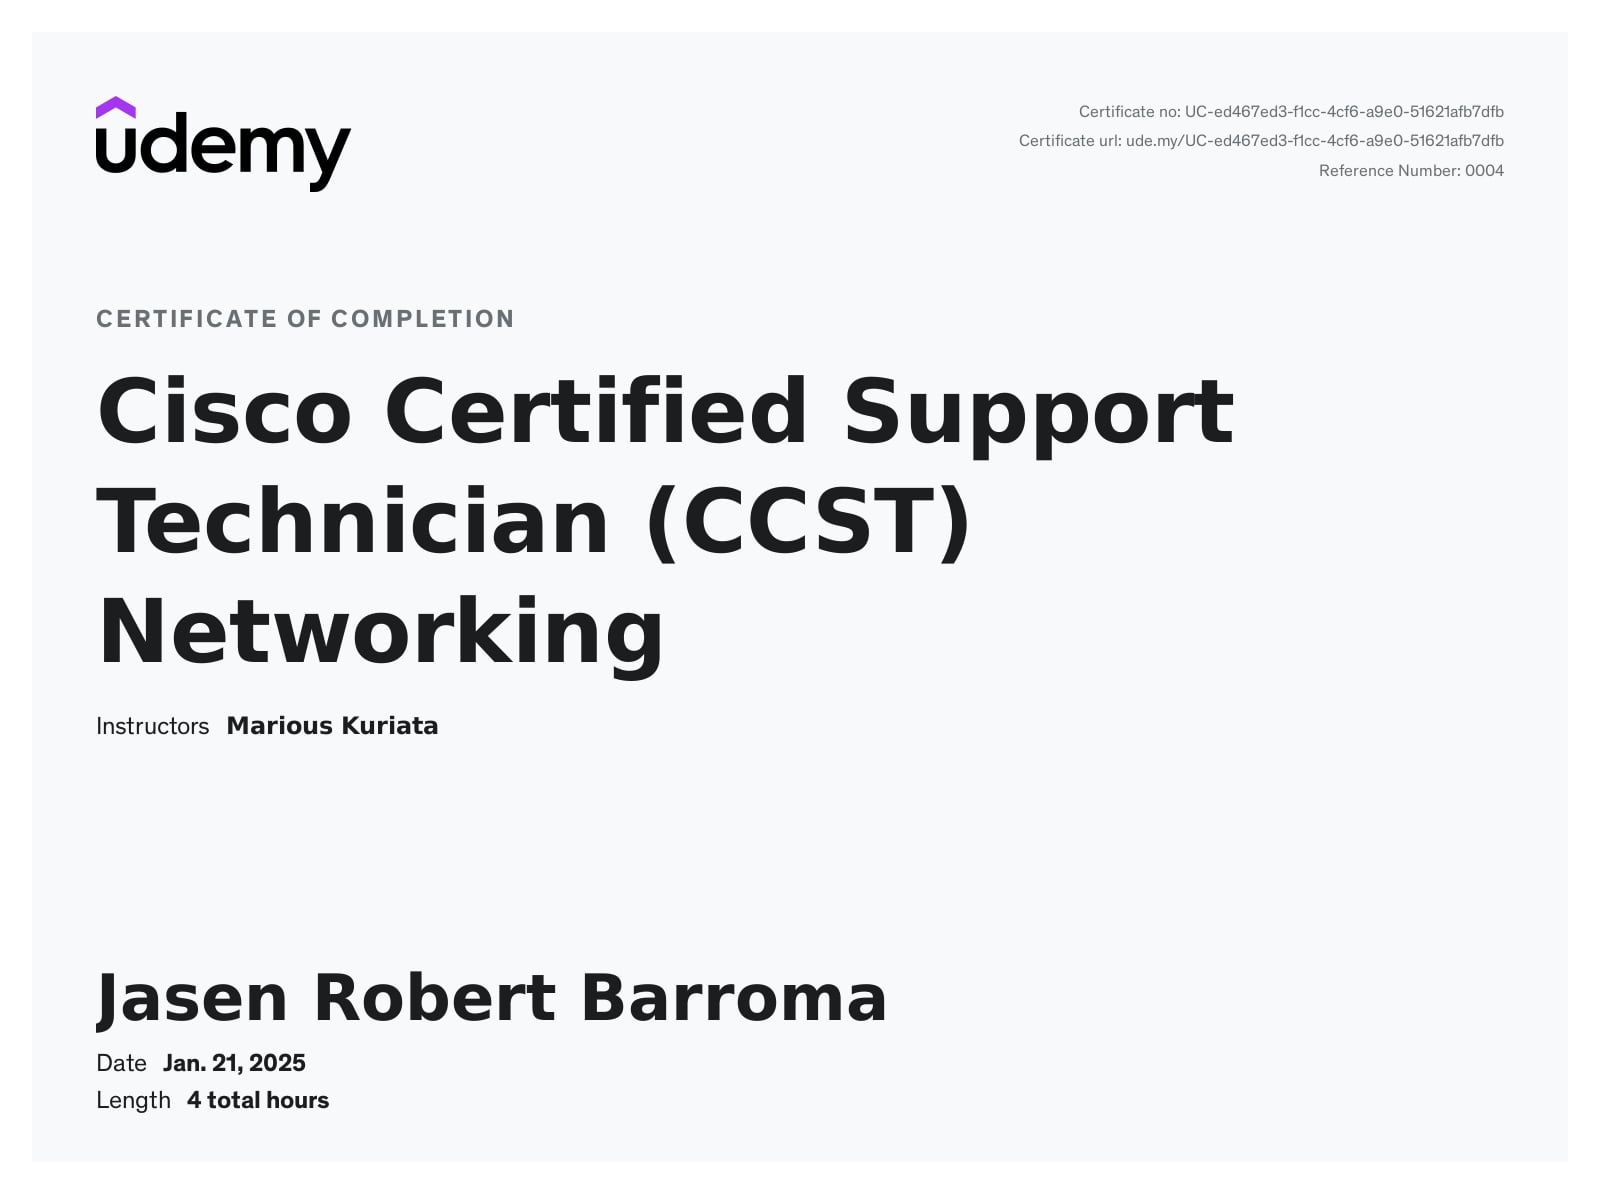 udemy
Certificate no: UC-ed467ed3-f1cc-4cf6-a9e0-51621afb7dfb
Certificate url: ude.my/UC-ed467ed3-f1cc-4cf6-a9e0-51621afb7dfb
Reference Number: 0004
CERTIFICATE OF COMPLETION
Cisco Certified Support
Technician (CCST)
Networking
Instructors Marious Kuriata
Jasen Robert Barroma
Date Jan. 21, 2025
Length 4 total hours